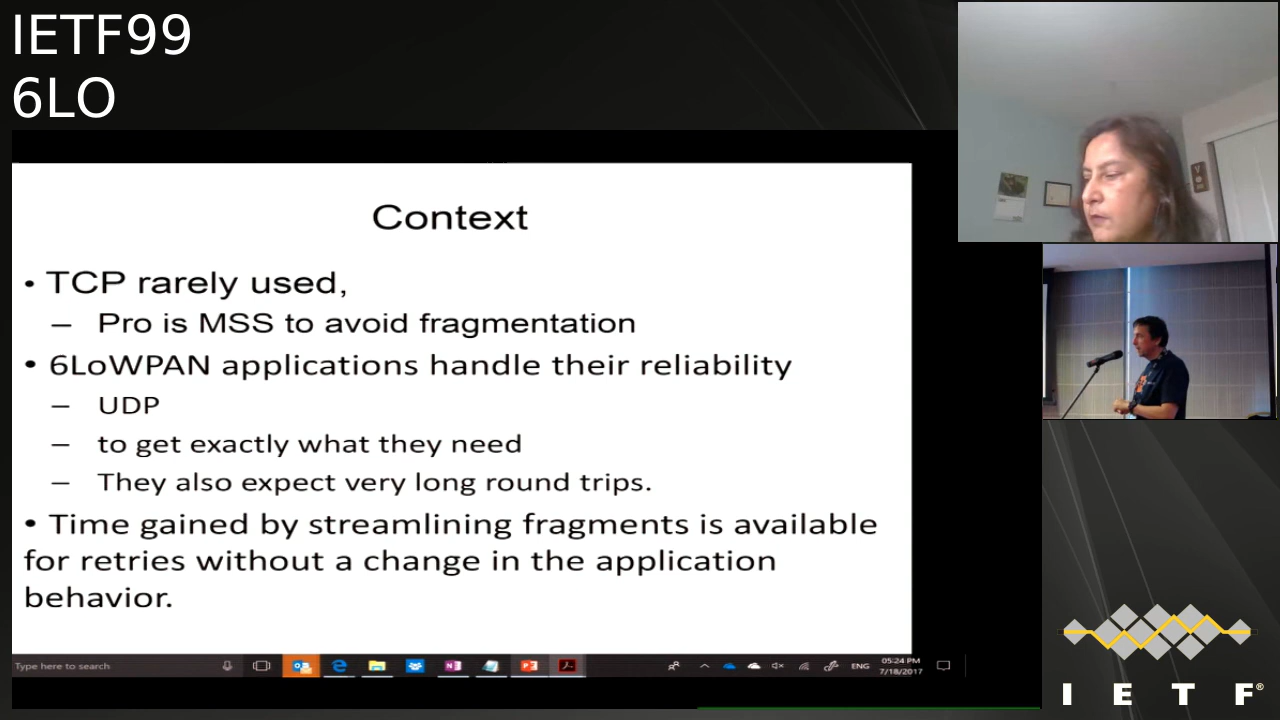 IETF99
6LO
Context
• TCP rarely used,
– Pro is MSS to avoid fragmentation
• 6LoWPAN applications handle their reliability
– UDP
– to get exactly what they need
– They also expect very long round trips.
• Time gained by streamlining fragments is available
for retries without a change in the application
behavior.
Type here to search
ENG
05:24 PM
7/18/2017
I E T F®